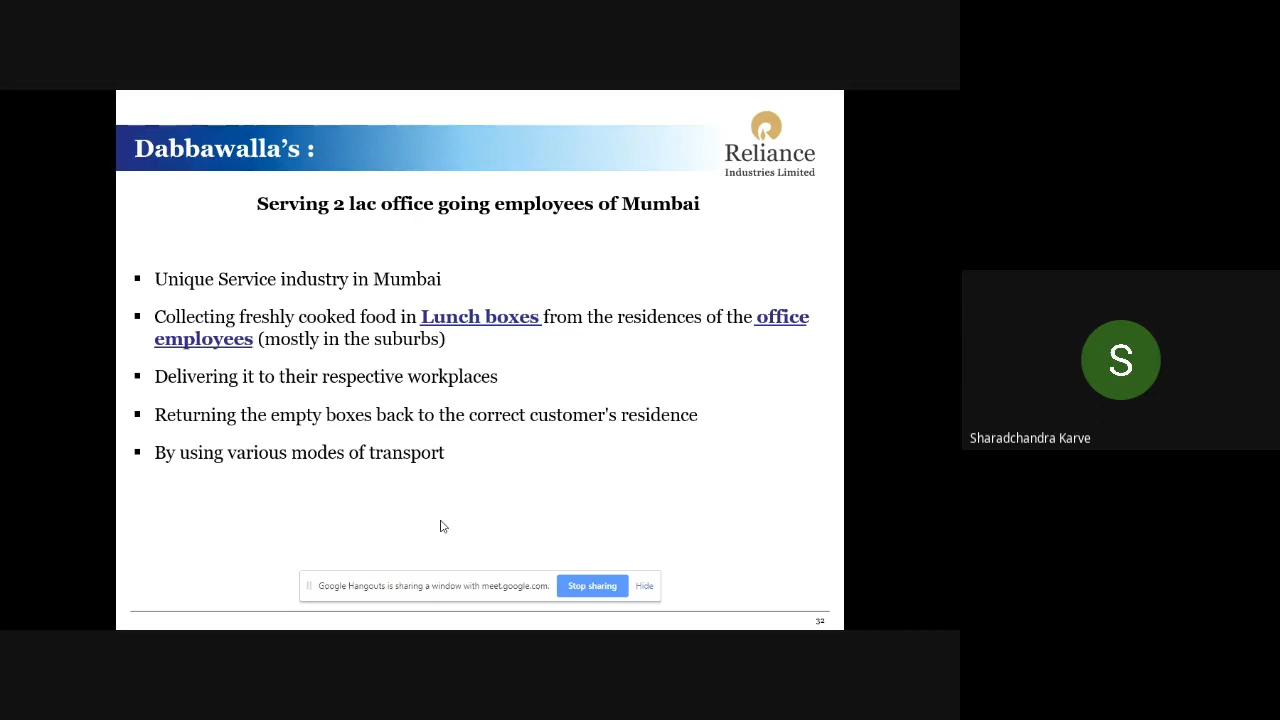 Dabbawalla's :
Reliance
Industries Limited
Serving 2 lac office going employees of Mumbai
▪ Unique Service industry in Mumbai
▪ Collecting freshly cooked food in Lunch boxes from the residences of the office
employees (mostly in the suburbs)
▪ Delivering it to their respective workplaces
▪ Returning the empty boxes back to the correct customer's residence
▪ By using various modes of transport
Google Hangouts is sharing a window with meet.google.com. Stop sharing Hide
32
S
Sharadchandra Karve